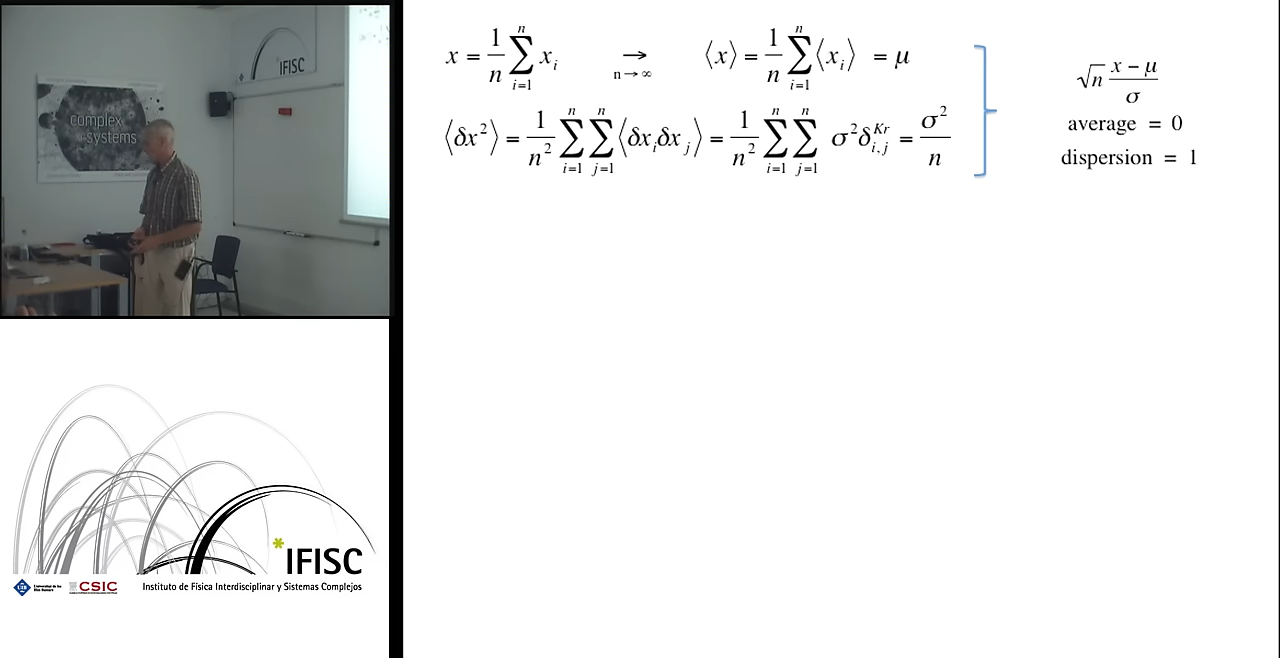 complex
systems
IFISC
x = 1/n ∑_{i=1}^{n} x_i → n→∞ ⟨x⟩ = 1/n ∑_{i=1}^{n} ⟨x_i⟩ = μ
⟨δx²⟩ = 1/n² ∑_{i=1}^{n} ∑_{j=1}^{n} ⟨δx_i δx_j⟩ = 1/n² ∑_{i=1}^{n} ∑_{j=1}^{n} σ² δ_{i,j}^{Kr} = σ²/n
√n (x − μ)/σ
average = 0
dispersion = 1
*IFISC
CSIC
Instituto de Física Interdisciplinar y Sistemas Complejos